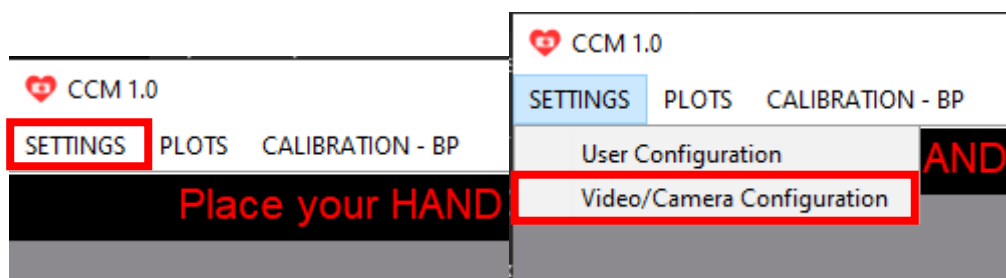 CCM 1.0
SETTINGS PLOTS CALIBRATION - BP
Place your HAND
CCM 1.0
SETTINGS PLOTS CALIBRATION - BP
User Configuration
AND
Video/Camera Configuration